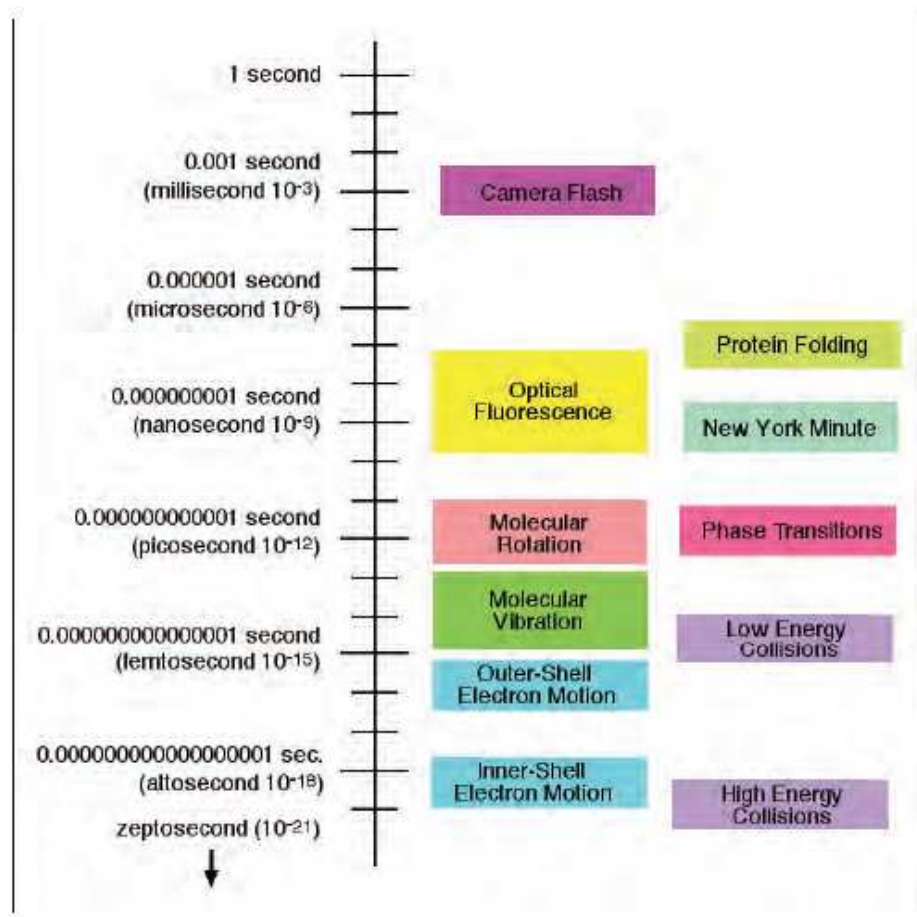 1 second
0.001 second
(millisecond 10-3)
Camera Flash
0.000001 second
(microsecond 10-6)
Protein Folding
0.000000001 second
(nanosecond 10-9)
Optical
Fluorescence
New York Minute
0.000000000001 second
(picosecond 10-12)
Molecular
Rotation
Phase Transitions
Molecular
Vibration
0.000000000000001 second
(femtosecond 10-15)
Low Energy
Collisions
Outer-Shell
Electron Motion
0.000000000000000001 sec.
(attosecond 10-18)
Inner-Shell
Electron Motion
High Energy
Collisions
zeptosecond (10-21)